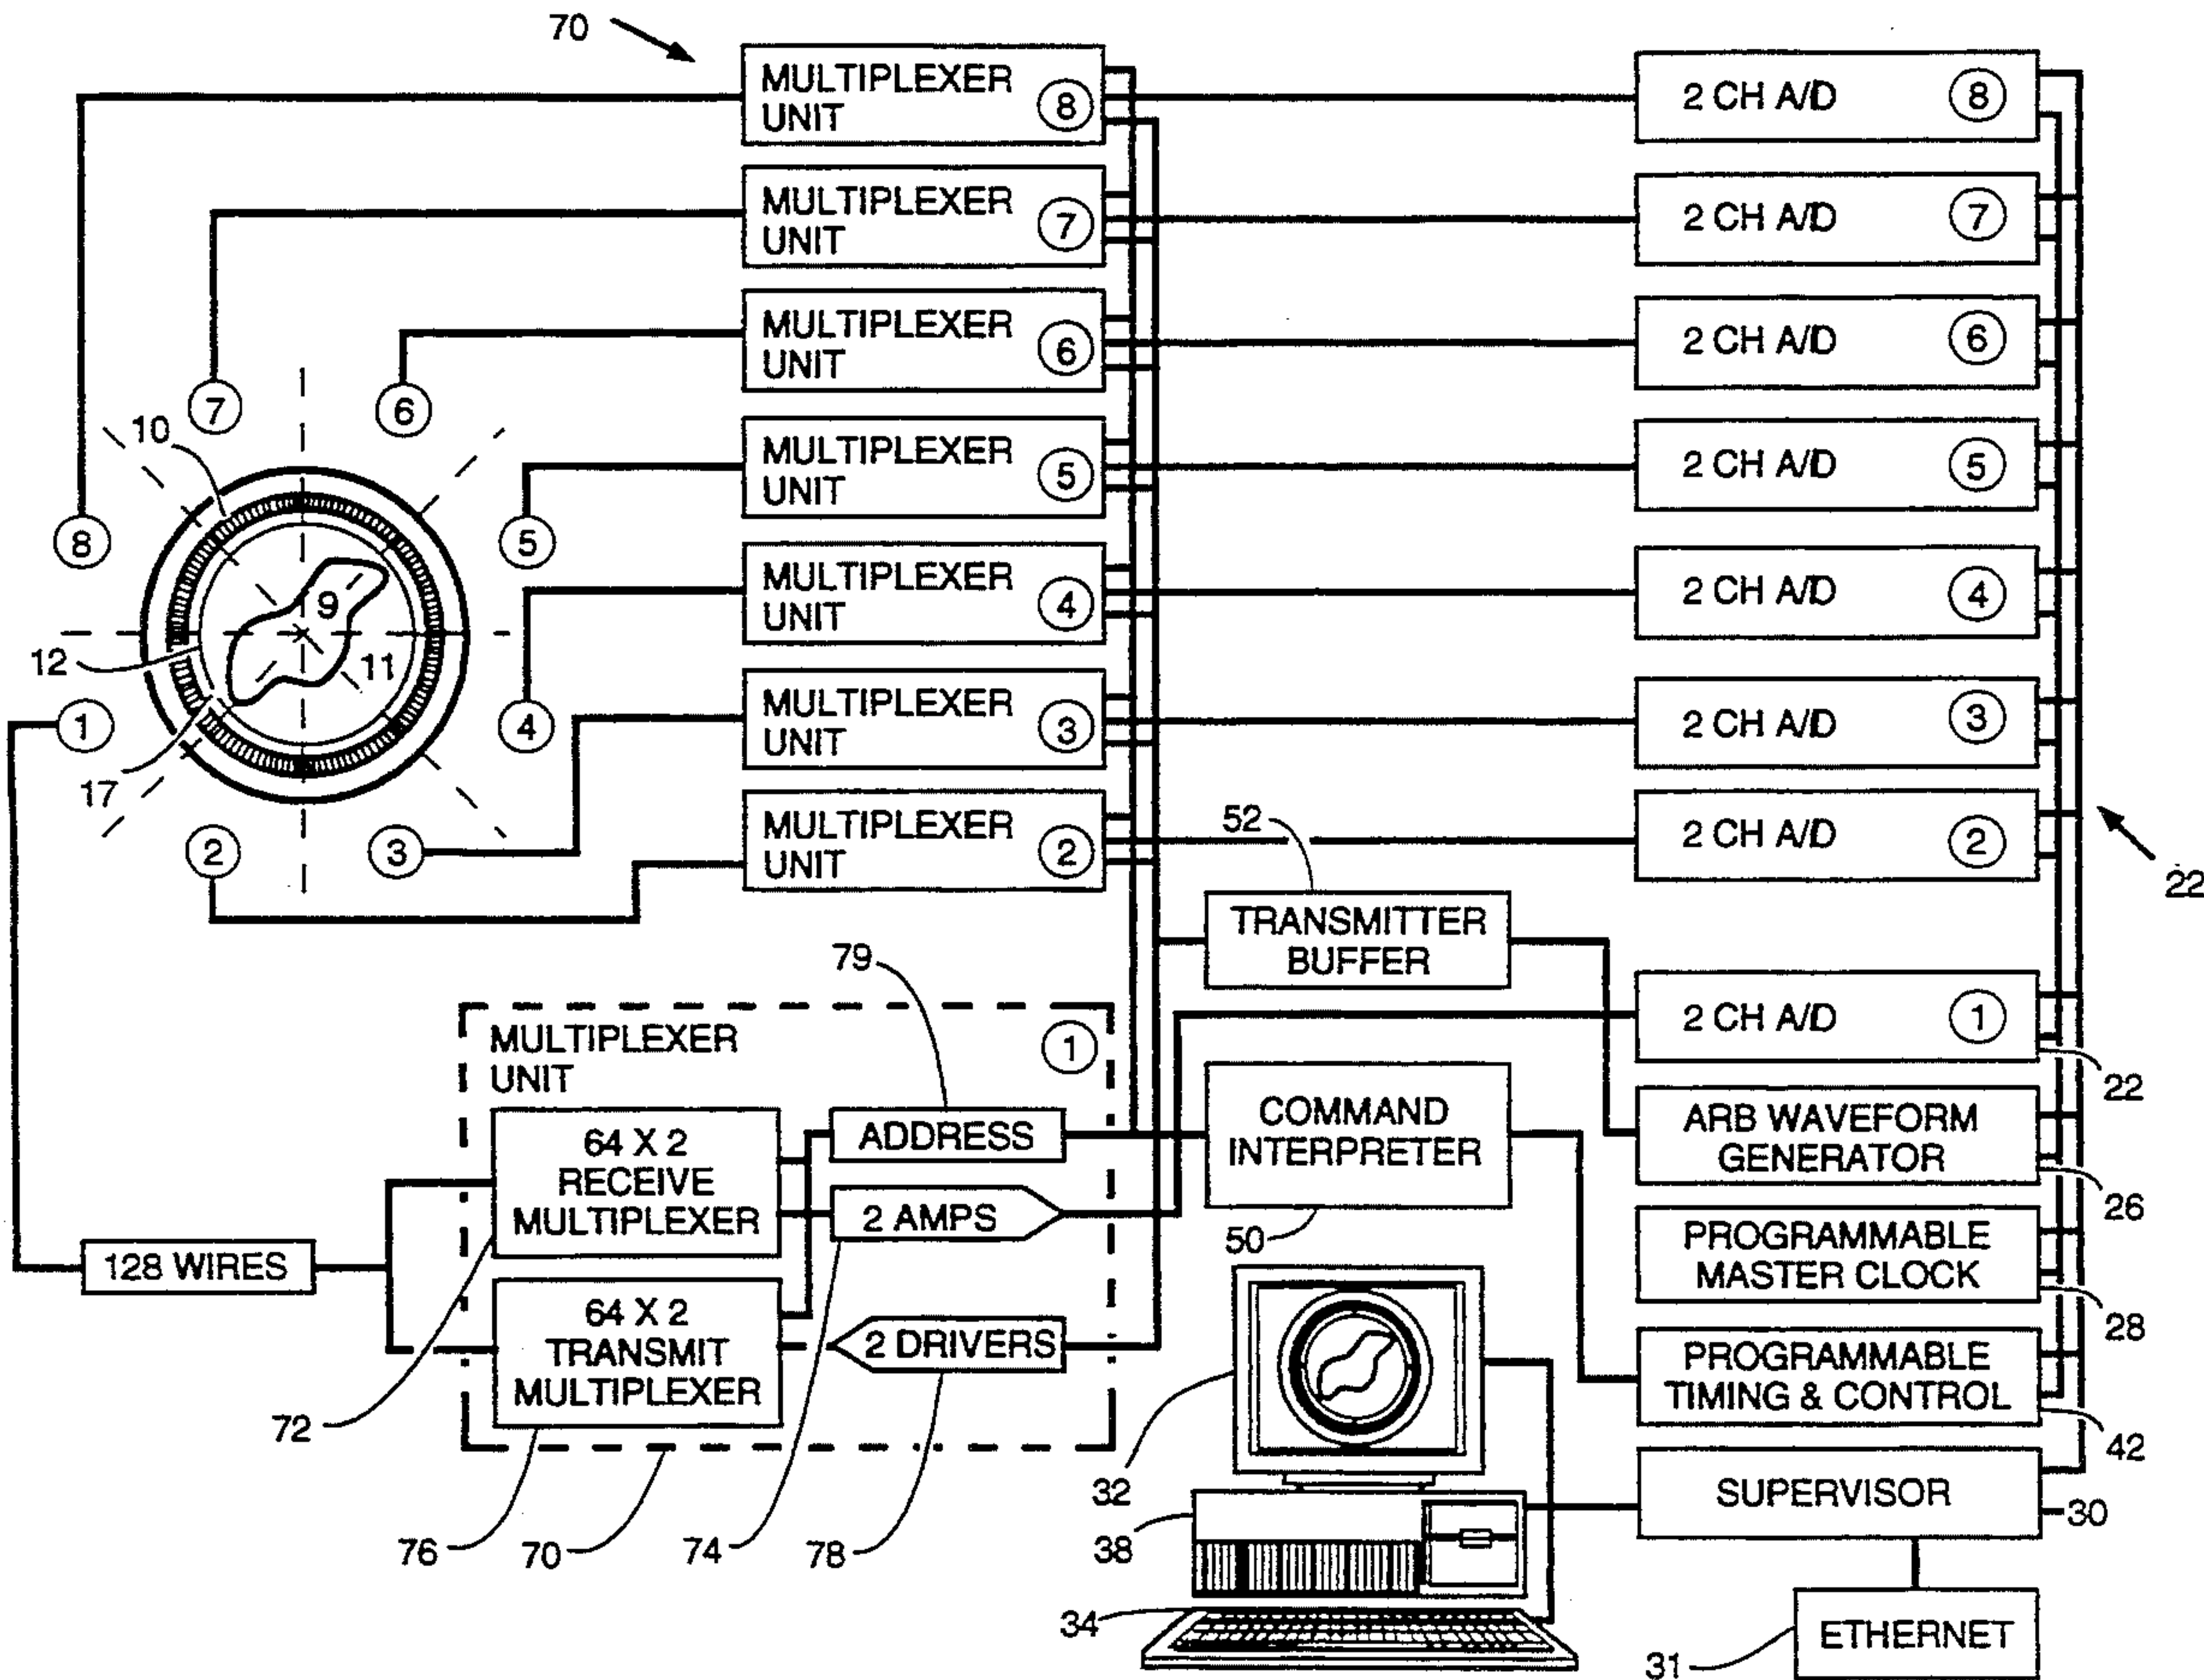 70
MULTIPLEXER
UNIT
8
2 CH A/D
8
MULTIPLEXER
UNIT
7
2 CH A/D
7
MULTIPLEXER
UNIT
6
2 CH A/D
6
7
6
10
MULTIPLEXER
UNIT
5
2 CH A/D
5
8
5
9
11
12
MULTIPLEXER
UNIT
4
2 CH A/D
4
1
4
17
MULTIPLEXER
UNIT
3
2 CH A/D
3
2
3
MULTIPLEXER
UNIT
2
52
2 CH A/D
2
22
TRANSMITTER
BUFFER
79
MULTIPLEXER
UNIT
1
2 CH A/D
1
22
64 X 2
RECEIVE
MULTIPLEXER
ADDRESS
2 AMPS
COMMAND
INTERPRETER
50
ARB WAVEFORM
GENERATOR
26
128 WIRES
PROGRAMMABLE
MASTER CLOCK
28
64 X 2
TRANSMIT
MULTIPLEXER
2 DRIVERS
PROGRAMMABLE
TIMING & CONTROL
42
72
76
70
74
78
32
38
34
SUPERVISOR
30
ETHERNET
31